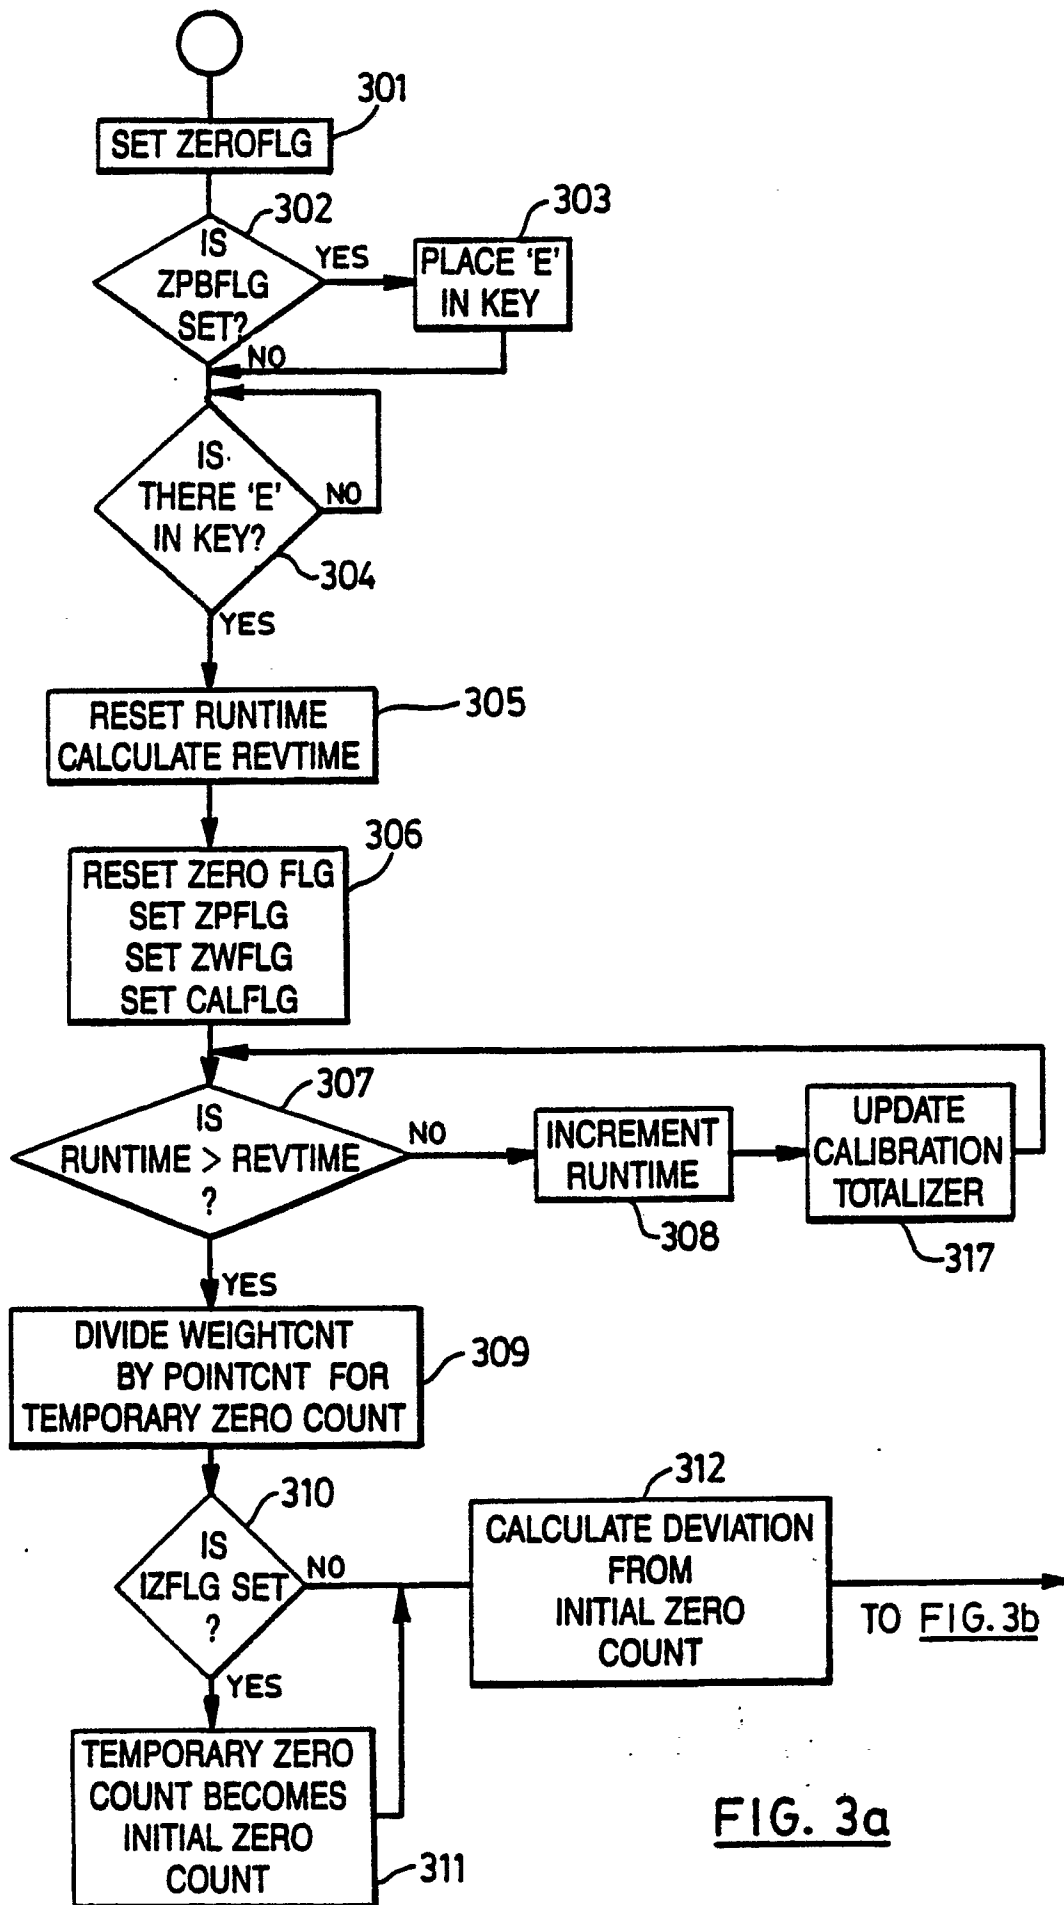 301
SET ZEROFLG
302
IS
ZPBFLG
SET?
YES
303
PLACE 'E'
IN KEY
NO
IS
THERE 'E'
IN KEY?
NO
304
YES
305
RESET RUNTIME
CALCULATE REVTIME
306
RESET ZERO FLG
SET ZPFLG
SET ZWFLG
SET CALFLG
307
IS
RUNTIME > REVTIME
?
NO
INCREMENT
RUNTIME
308
UPDATE
CALIBRATION
TOTALIZER
317
YES
DIVIDE WEIGHTCNT
BY POINTCNT FOR
TEMPORARY ZERO COUNT
309
310
IS
IZFLG SET
?
NO
312
CALCULATE DEVIATION
FROM
INITIAL ZERO
COUNT
TO FIG. 3b
YES
TEMPORARY ZERO
COUNT BECOMES
INITIAL ZERO
COUNT
311
FIG. 3a